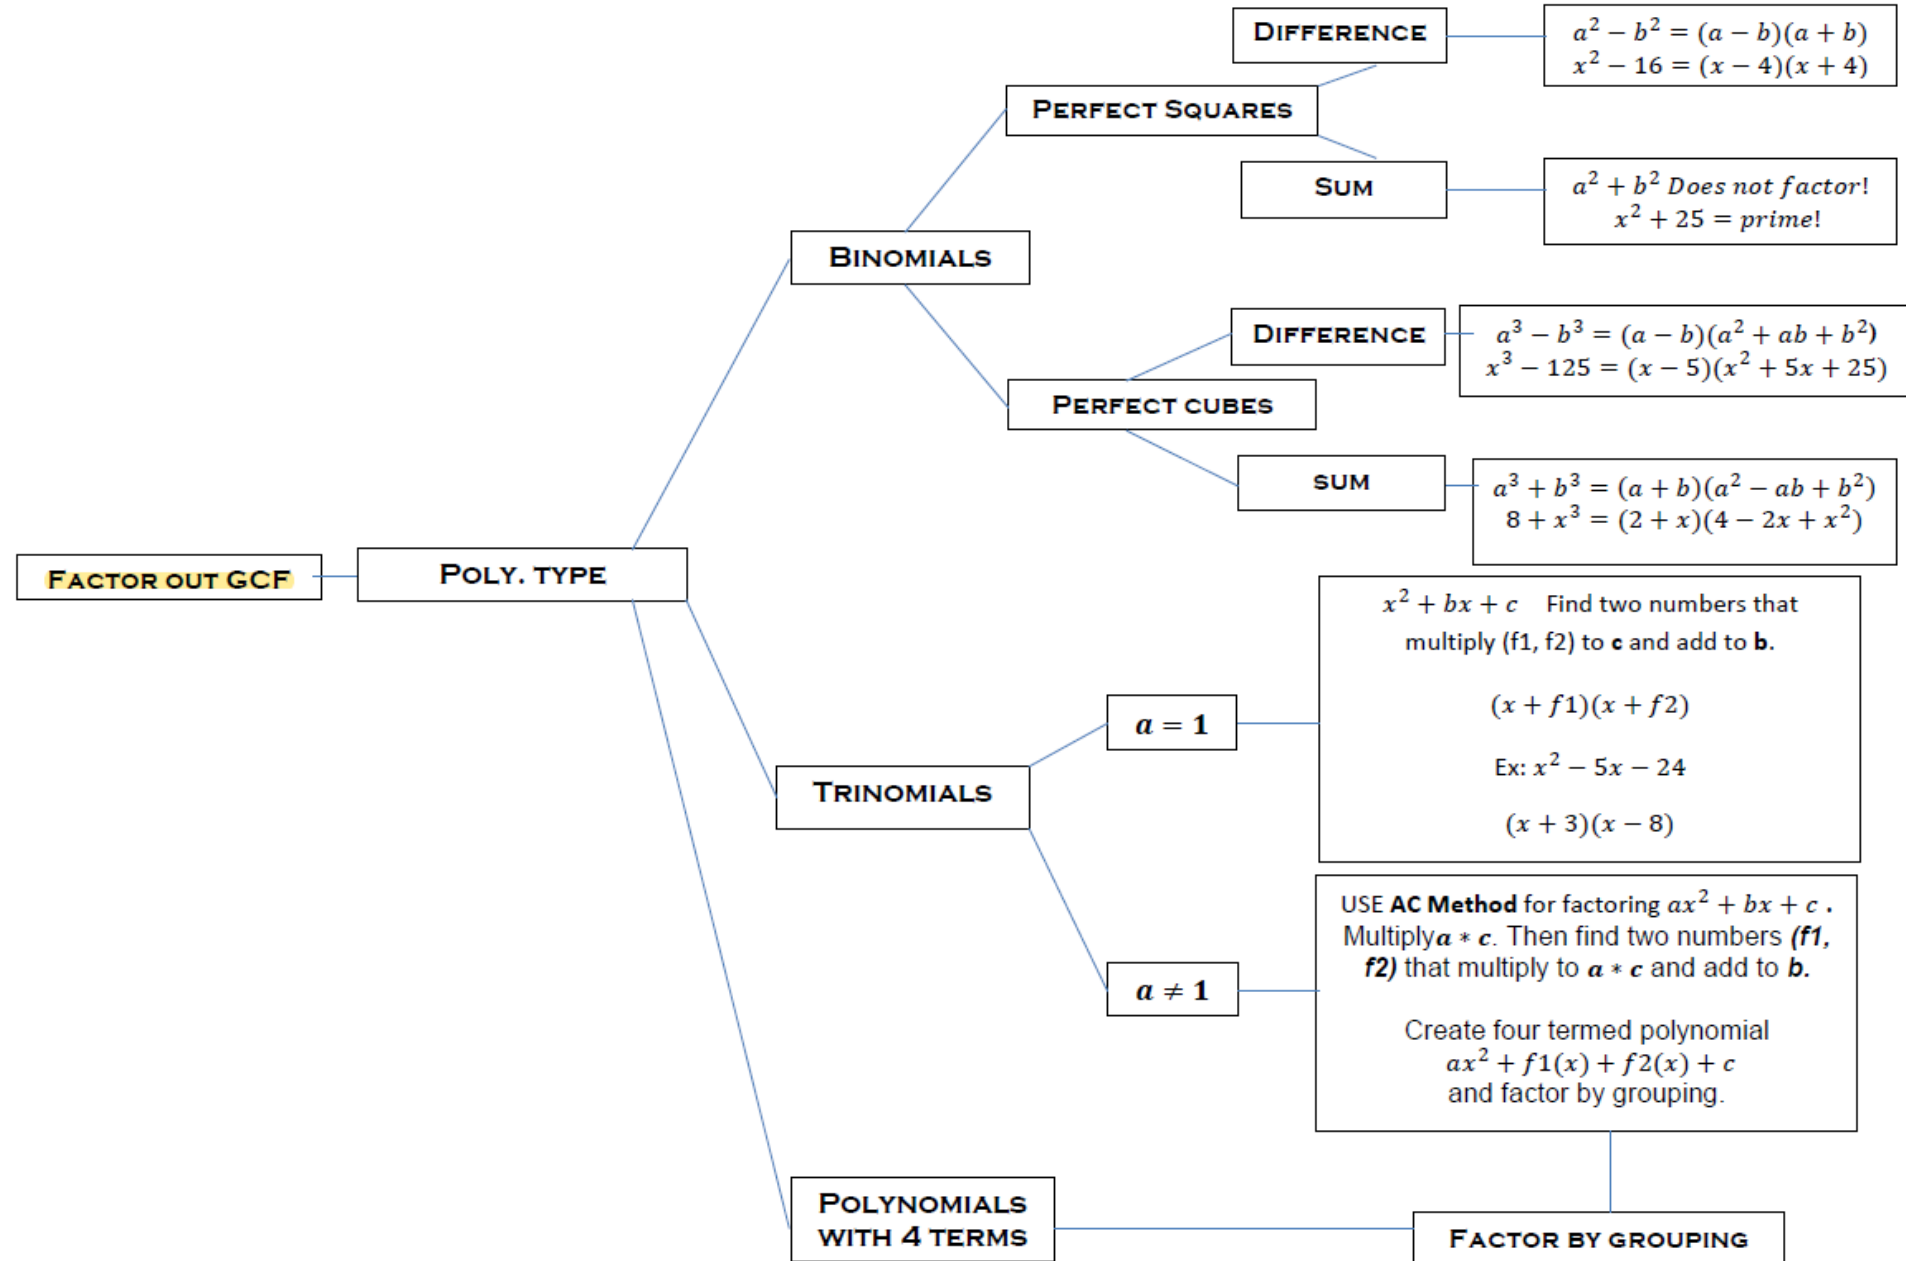 DIFFERENCE
a² − b² = (a − b)(a + b)
x² − 16 = (x − 4)(x + 4)
PERFECT SQUARES
SUM
a² + b² Does not factor!
x² + 25 = prime!
BINOMIALS
DIFFERENCE
a³ − b³ = (a − b)(a² + ab + b²)
x³ − 125 = (x − 5)(x² + 5x + 25)
PERFECT CUBES
SUM
a³ + b³ = (a + b)(a² − ab + b²)
8 + x³ = (2 + x)(4 − 2x + x²)
FACTOR OUT GCF
POLY. TYPE
x² + bx + c Find two numbers that
multiply (f1, f2) to c and add to b.
(x + f1)(x + f2)
Ex: x² − 5x − 24
(x + 3)(x − 8)
a = 1
TRINOMIALS
a ≠ 1
USE AC Method for factoring ax² + bx + c .
Multiply a * c. Then find two numbers (f1,
f2) that multiply to a * c and add to b.
Create four termed polynomial
ax² + f1(x) + f2(x) + c
and factor by grouping.
POLYNOMIALS
WITH 4 TERMS
FACTOR BY GROUPING